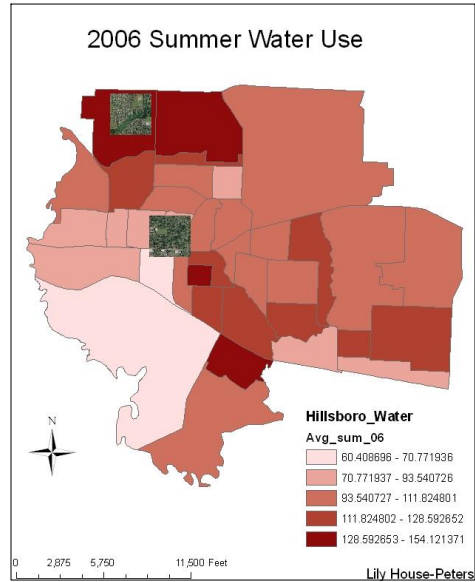 2006 Summer Water Use
N
Hillsboro_Water
Avg_sum_06
60.408696 - 70.771936
70.771937 - 93.540726
93.540727 - 111.824801
111.824802 - 128.592652
128.592653 - 154.121371
0 2,875 5,750 11,500 Feet
Lily House-Peters